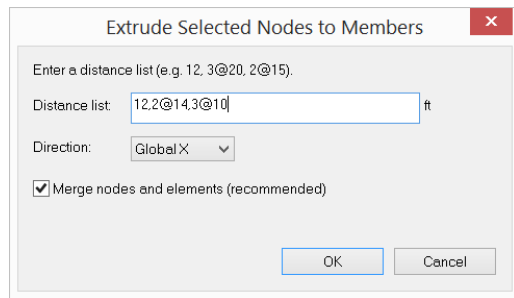 Extrude Selected Nodes to Members
Enter a distance list (e.g. 12, 3@20, 2@15).
Distance list: 12,2@14,3@10 ft
Direction: Global X
Merge nodes and elements (recommended)
OK Cancel